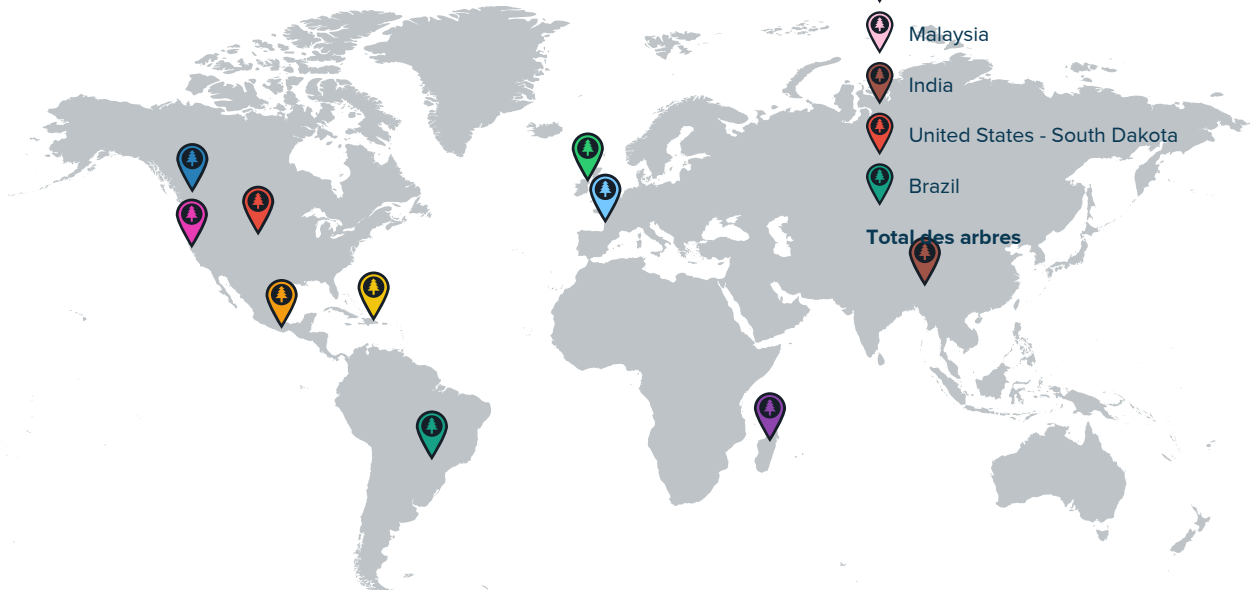 Malaysia
India
United States - South Dakota
Brazil
Total des arbres